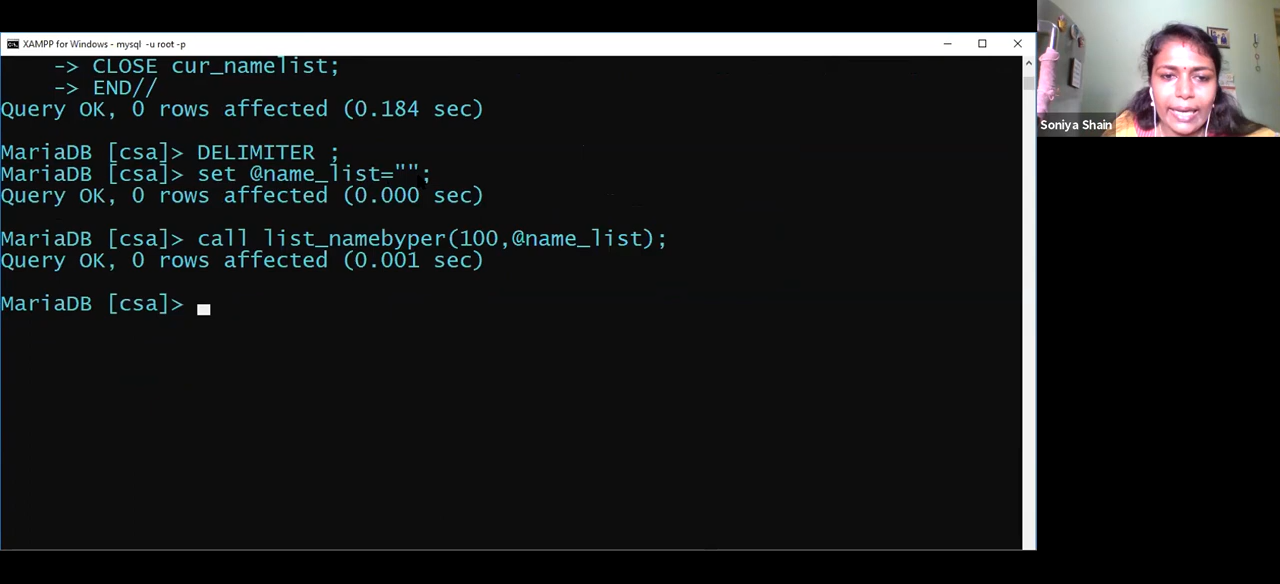 XAMPP for Windows - mysql -u root -p
-> CLOSE cur_namelist;
-> END//
Query OK, 0 rows affected (0.184 sec)
MariaDB [csa]> DELIMITER ;
MariaDB [csa]> set @name_list="";
Query OK, 0 rows affected (0.000 sec)
MariaDB [csa]> call list_namebyper(100,@name_list);
Query OK, 0 rows affected (0.001 sec)
MariaDB [csa]>
Soniya Shain